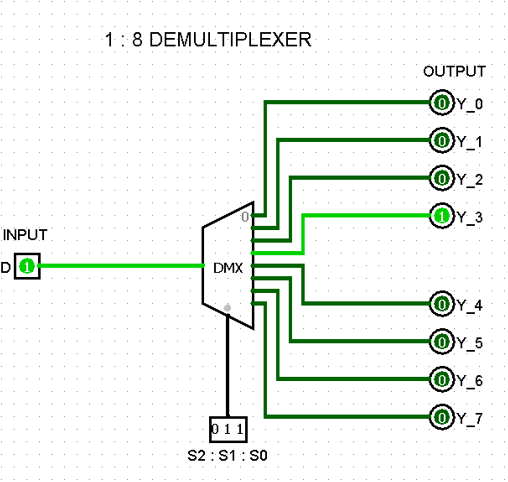 1 : 8 DEMULTIPLEXER
OUTPUT
0 Y_0
0 Y_1
0 Y_2
0
1 Y_3
INPUT
D 1
DMX
0 Y_4
0 Y_5
0 Y_6
0 Y_7
0 1 1
S2 : S1 : S0